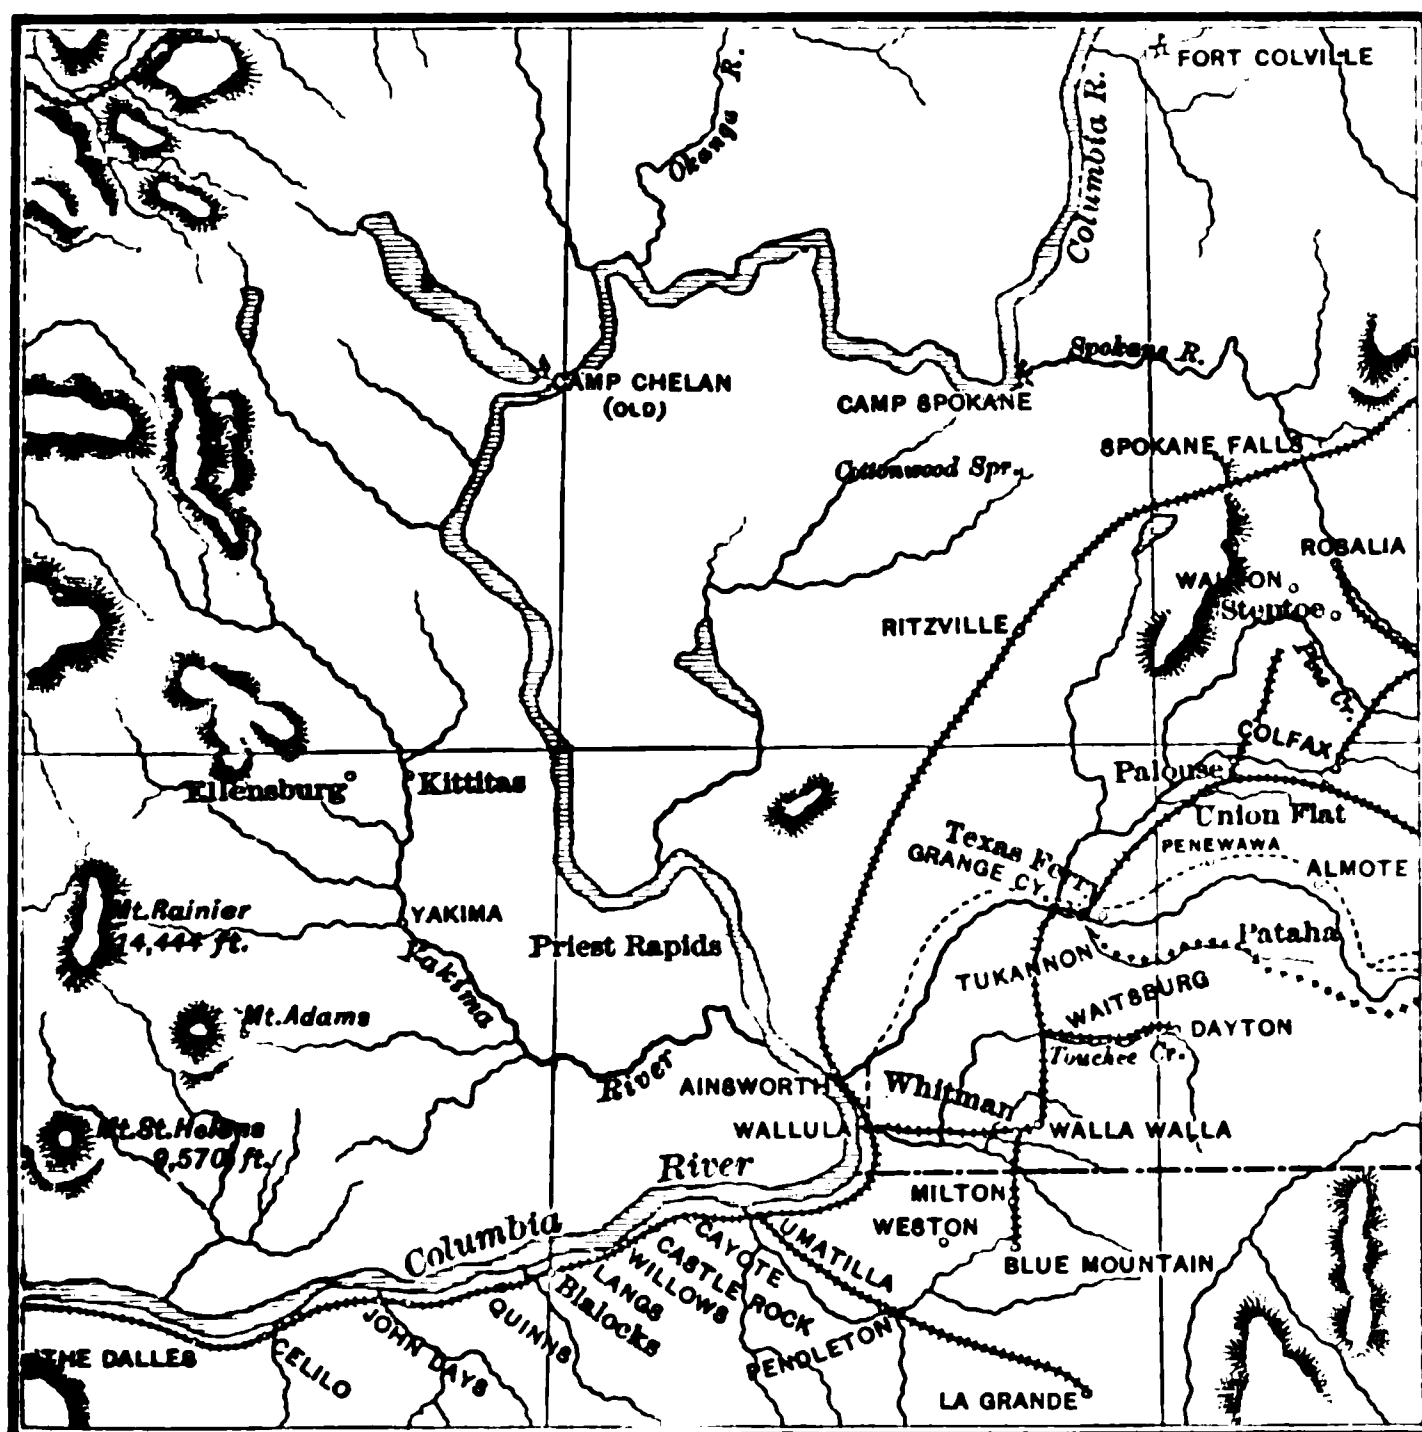 FORT COLVILLE
Okanga R.
Columbia R.
Spokane R.
CAMP CHELAN
(OLD)
CAMP SPOKANE
SPOKANE FALLS
Cottonwood Spr.
ROSALIA
WALTON
Steptoe
RITZVILLE
Pine Cr.
COLFAX
Ellensburg
Kittitas
Palouse
Union Flat
PENEWAWA
Texas Ferry
GRANGE CY.
ALMOTE
Mt. Rainier
14,444 ft.
YAKIMA
Yakima
River
Priest Rapids
Pataha
TUKANNON
WAITSBURG
Mt. Adams
DAYTON
Touchee Cr.
AINSWORTH
Whitman
WALLULA
WALLA WALLA
Mt. St. Helens
9,570 ft.
Columbia River
MILTON
WESTON
BLUE MOUNTAIN
UMATILLA
CAYOTE
CASTLE ROCK
WILLOWS
LANGS
Blalocks
QUINNS
JOHN DAYS
CELILO
THE DALLES
PENDLETON
LA GRANDE